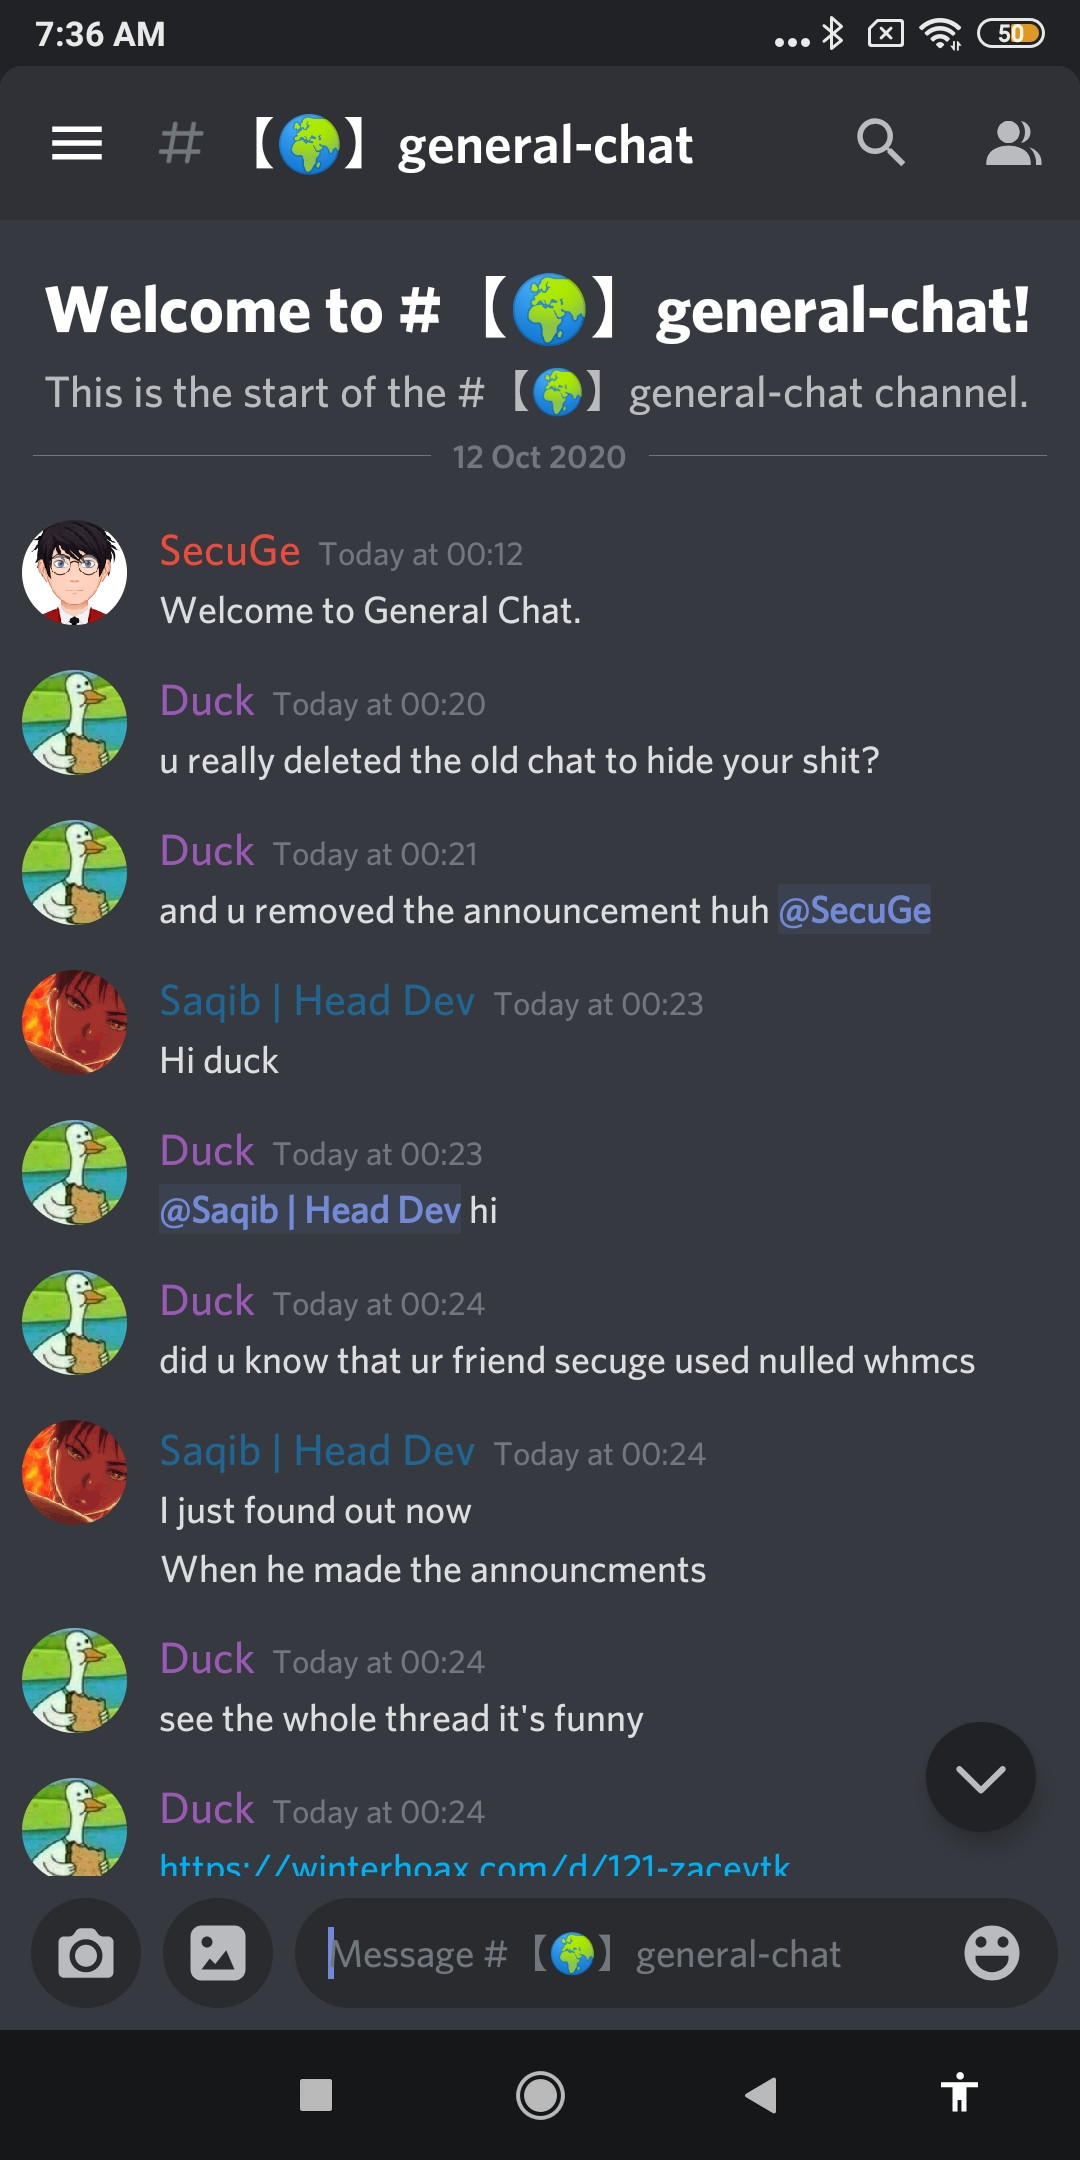 7:36 AM
50
# 【🌍】 general-chat
Welcome to # 【🌍】 general-chat!
This is the start of the # 【🌍】 general-chat channel.
12 Oct 2020
SecuGe Today at 00:12
Welcome to General Chat.
Duck Today at 00:20
u really deleted the old chat to hide your shit?
Duck Today at 00:21
and u removed the announcement huh @SecuGe
Saqib | Head Dev Today at 00:23
Hi duck
Duck Today at 00:23
@Saqib | Head Dev hi
Duck Today at 00:24
did u know that ur friend secuge used nulled whmcs
Saqib | Head Dev Today at 00:24
I just found out now
When he made the announcments
Duck Today at 00:24
see the whole thread it's funny
Duck Today at 00:24
https://winterhoax.com/d/121-zacevtk
Message # 【🌍】 general-chat